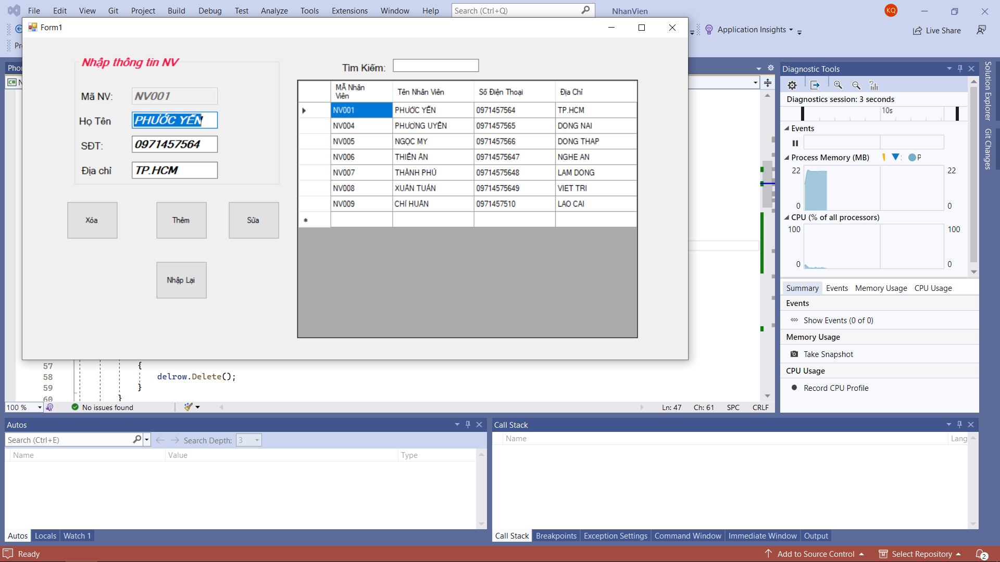 File Edit View Git Project Build Debug Test Analyze Tools Extensions Window Help Search (Ctrl+Q) NhanVien KQ
Form1
Application Insights Live Share
Nhập thông tin NV
Mã NV: NV001
Họ Tên PHƯỚC YẾN
SĐT: 0971457564
Địa chỉ TP.HCM
Xóa Thêm Sửa
Nhập Lại
Tìm Kiếm:
MÃ Nhân Viên Tên Nhân Viên Số Điện Thoại Địa Chỉ
NV001 PHƯỚC YẾN 0971457564 TP.HCM
NV004 PHƯƠNG UYÊN 0971457565 DONG NAI
NV005 NGỌC MY 0971457566 DONG THAP
NV006 THIÊN ÂN 09714575647 NGHE AN
NV007 THÀNH PHÚ 09714575648 LAM DONG
NV008 XUÂN TUẤN 09714575649 VIET TRI
NV009 CHÍ HUÂN 0971457510 LAO CAI
Diagnostic Tools
Diagnostics session: 3 seconds
10s
Events
Process Memory (MB) P
22 22
0 0
CPU (% of all processors)
100 100
0 0
Summary Events Memory Usage CPU Usage
Events
Show Events (0 of 0)
Memory Usage
Take Snapshot
CPU Usage
Record CPU Profile
Solution Explorer
Git Changes
57 {
58 delrow.Delete();
59 }
60 }
100 % No issues found Ln: 47 Ch: 61 SPC CRLF
Autos
Search (Ctrl+E) Search Depth: 3
Name Value Type
Autos Locals Watch 1
Call Stack
Name Lang
Call Stack Breakpoints Exception Settings Command Window Immediate Window Output
Ready Add to Source Control Select Repository 2